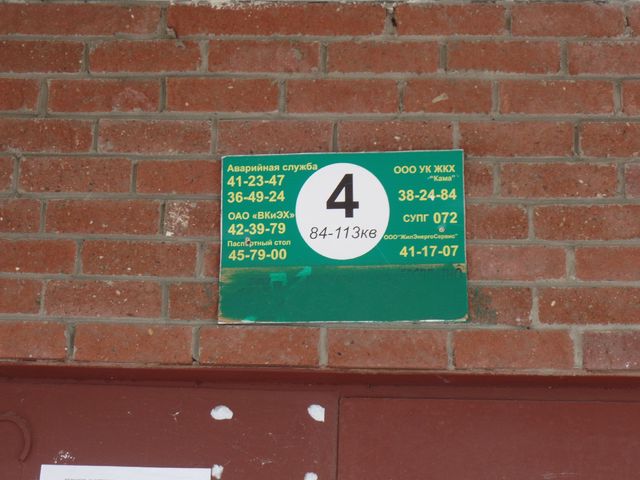 Аварийная служба
41-23-47
36-49-24
ОАО «ВКиЭХ»
42-39-79
Паспортный стол
45-79-00
4
84-113кв
ООО УК ЖКХ
-"Кама"
38-24-84
СУПГ 072
ООО"ЖилЭнергоСервис"
41-17-07